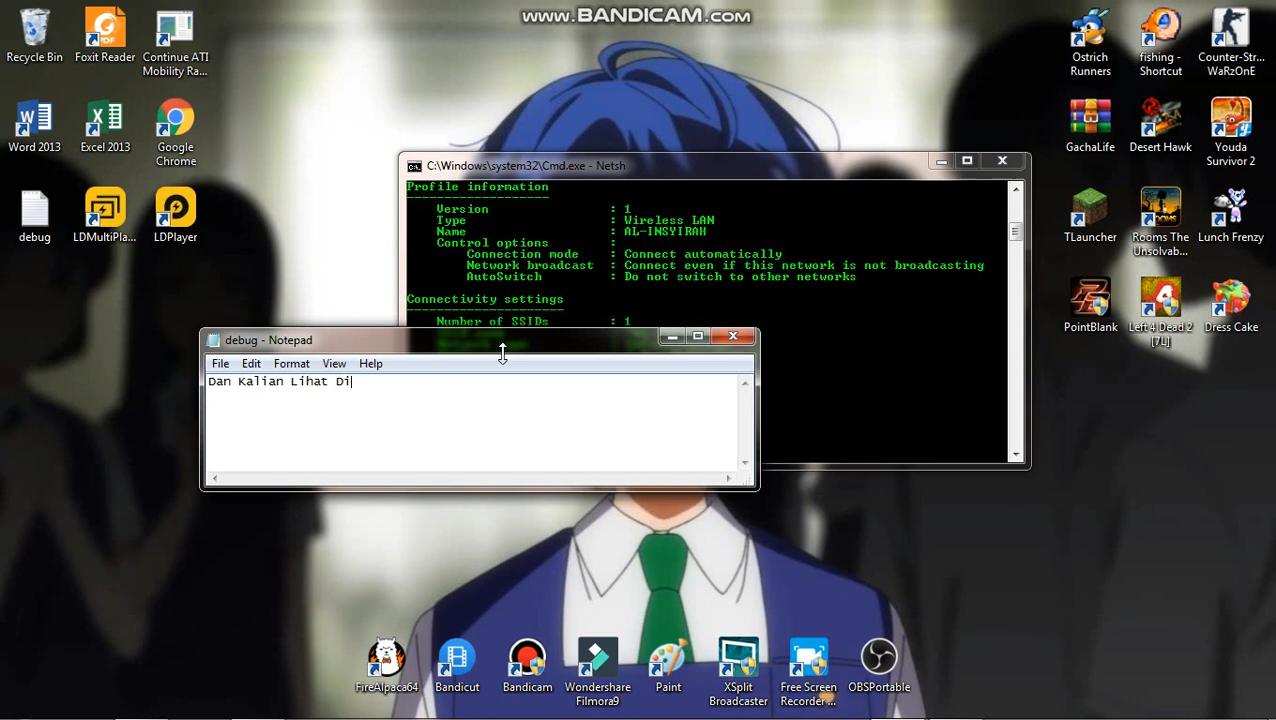 www.BANDICAM.com
Recycle Bin
Foxit Reader
Continue ATI
Mobility Ra...
Word 2013
Excel 2013
Google
Chrome
debug
LDMultiPla...
LDPlayer
Ostrich
Runners
fishing -
Shortcut
Counter-Str...
WaRzOnE
GachaLife
Desert Hawk
Youda
Survivor 2
TLauncher
Rooms The
Unsolvab...
Lunch Frenzy
PointBlank
Left 4 Dead 2
[7L]
Dress Cake
C:\Windows\system32\Cmd.exe - Netsh
Profile information
-------------------
Version : 1
Type : Wireless LAN
Name : AL-INSYIRAH
Control options :
Connection mode : Connect automatically
Network broadcast : Connect even if this network is not broadcasting
AutoSwitch : Do not switch to other networks
Connectivity settings
---------------------
Number of SSIDs : 1
debug - Notepad
File Edit Format View Help
Dan Kalian Lihat Di
FireAlpaca64
Bandicut
Bandicam
Wondershare
Filmora9
Paint
XSplit
Broadcaster
Free Screen
Recorder ...
OBSPortable